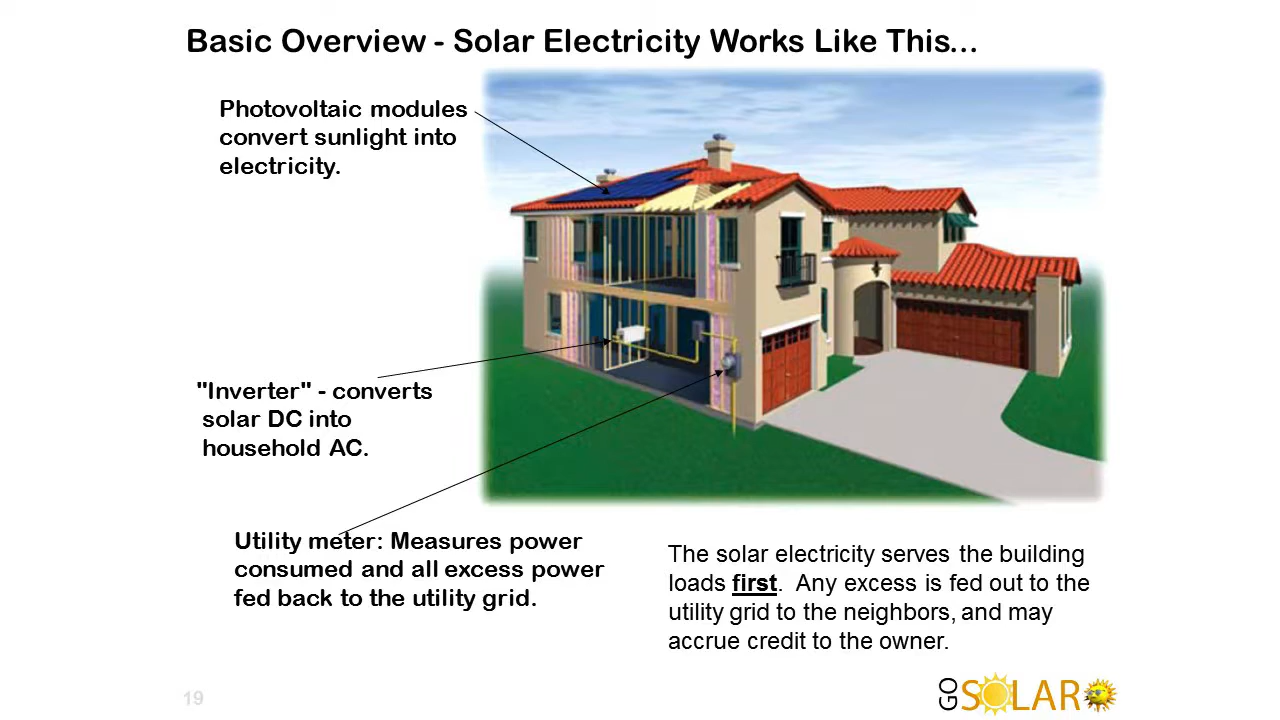 Basic Overview - Solar Electricity Works Like This...
Photovoltaic modules
convert sunlight into
electricity.
"Inverter" - converts
solar DC into
household AC.
Utility meter: Measures power
consumed and all excess power
fed back to the utility grid.
The solar electricity serves the building
loads first. Any excess is fed out to the
utility grid to the neighbors, and may
accrue credit to the owner.
19
GO SOLAR